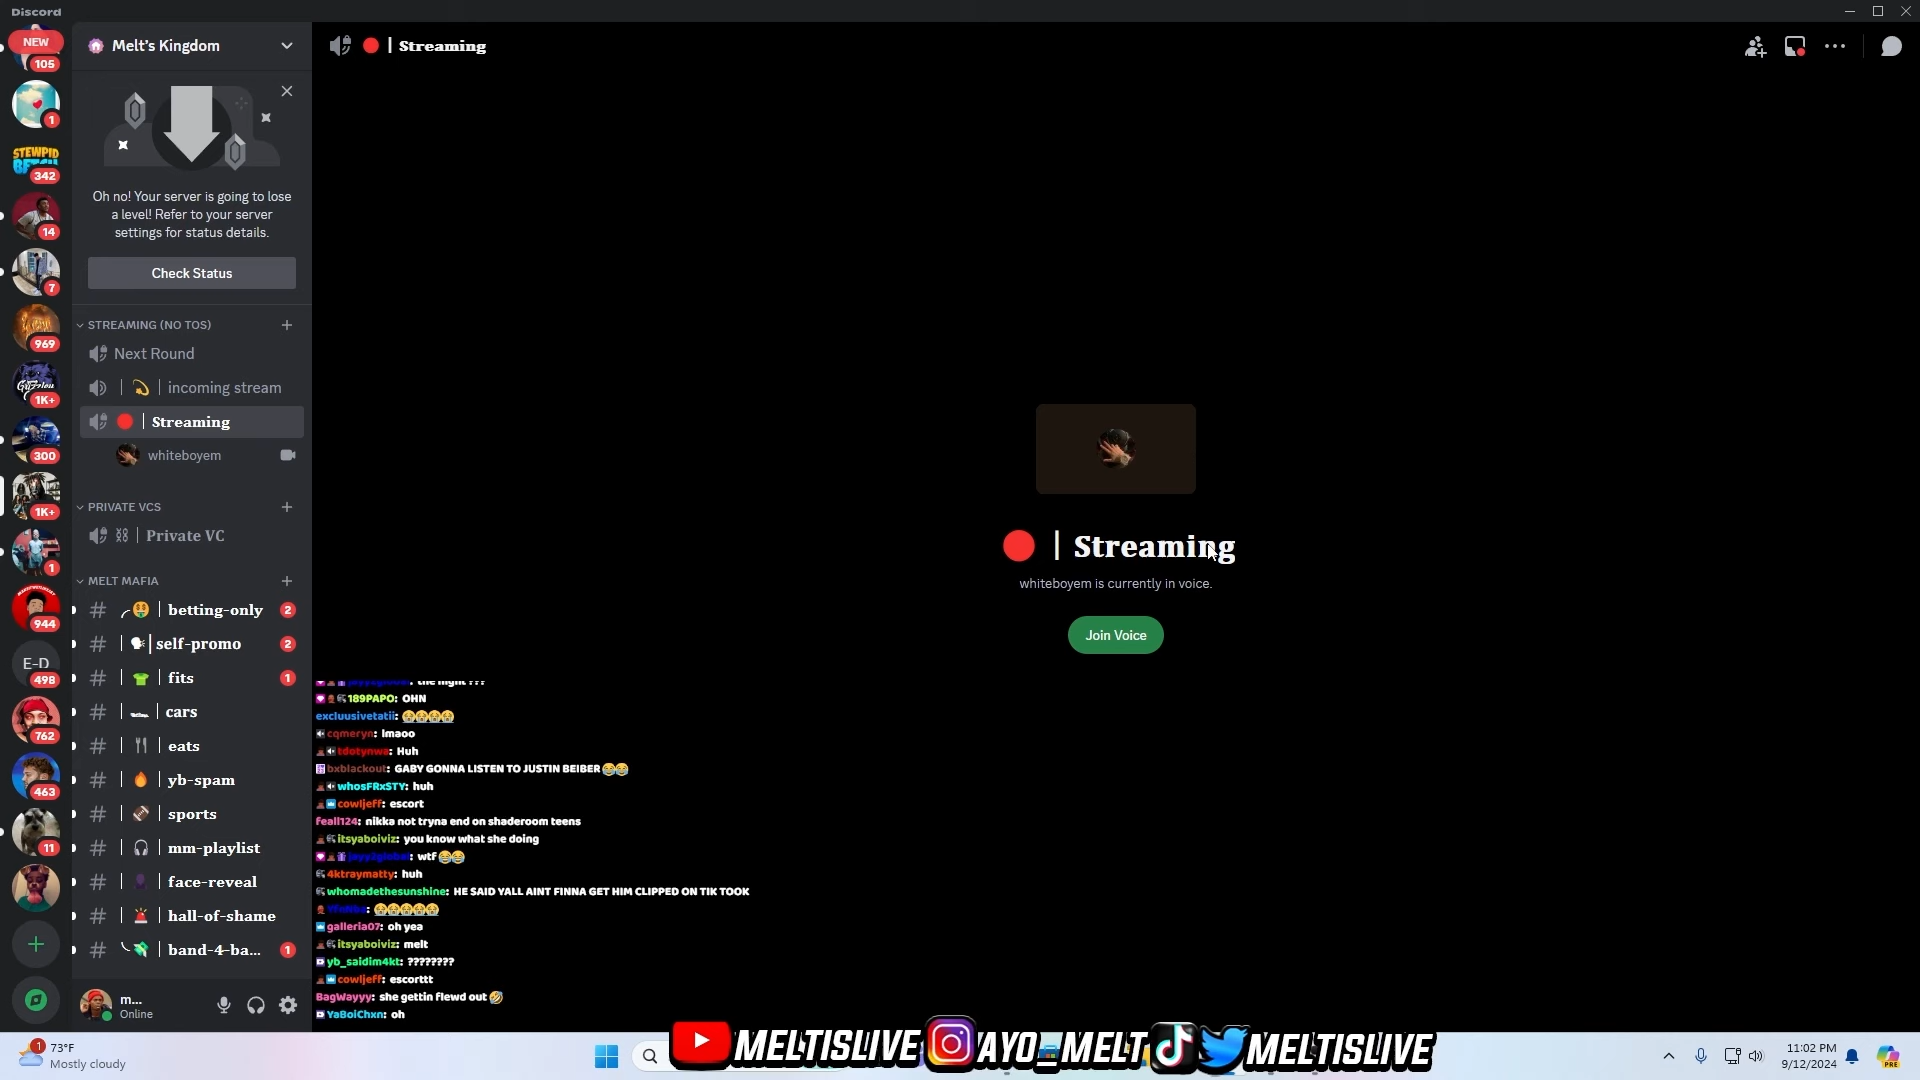 Discord
NEW
105
1
STEWPID
342
14
7
969
1K+
300
1K+
1
944
E-D
498
762
463
11
Melt's Kingdom
Oh no! Your server is going to lose
a level! Refer to your server
settings for status details.
Check Status
STREAMING (NO TOS)
Next Round
| | incoming stream
| Streaming
whiteboyem
PRIVATE VCS
| Private VC
MELT MAFIA
# | betting-only 2
# | | self-promo 2
# | | fits 1
# | | cars
# | | eats
# | | yb-spam
# | | sports
# | | mm-playlist
# | | face-reveal
# | | hall-of-shame
# | band-4-ba... 1
m...
Online
| Streaming
| Streaming
whiteboyem is currently in voice.
Join Voice
189PAPO: OHN
excluusivetatii: 😭😭😭😭
cqmeryn: lmaoo
tdotynwa: Huh
bxblackout: GABY GONNA LISTEN TO JUSTIN BEIBER 😂😂
whosFRxSTY: huh
cowljeff: escort
feall124: nikka not tryna end on shaderoom teens
itsyaboiviz: you know what she doing
wtf 😂😂
4ktraymatty: huh
whomadethesunshine: HE SAID YALL AINT FINNA GET HIM CLIPPED ON TIK TOOK
galleria07: oh yea
itsyaboiviz: melt
yb_saidim4kt: ????????
cowljeff: escorttt
BagWayyy: she gettin flewd out 🤣
YaBoiChxn: oh
MELTISLIVE
AYO_MELT
MELTISLIVE
1
73°F
Mostly cloudy
11:02 PM
9/12/2024
PRE